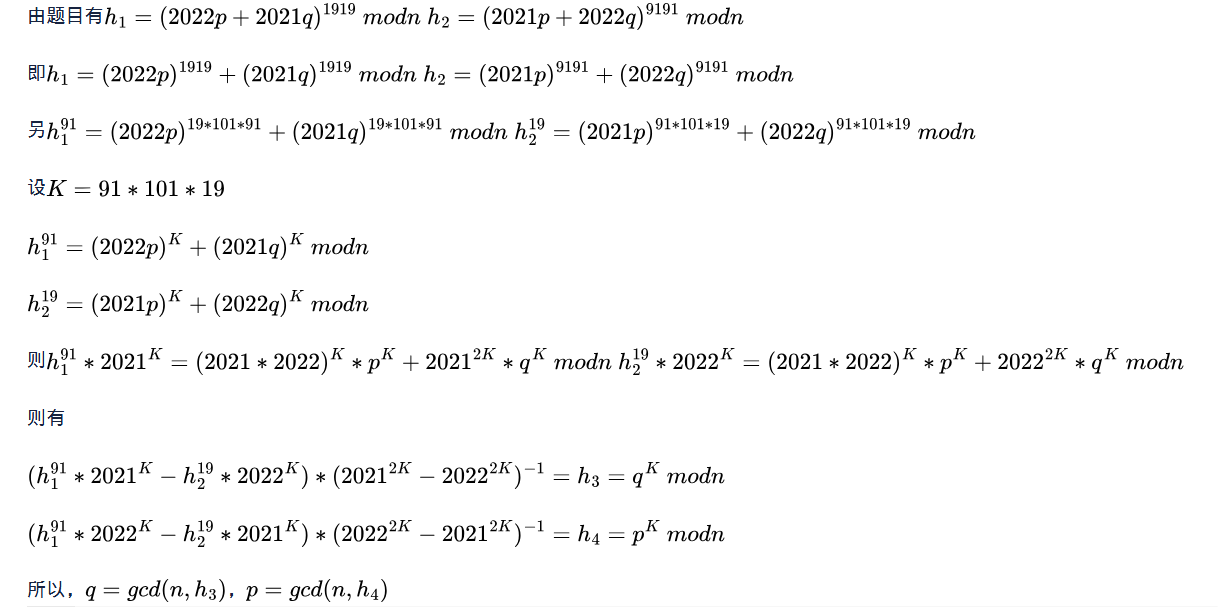 由题目有$h_1 = (2022p + 2021q)^{1919} \ modn \ h_2 = (2021p + 2022q)^{9191} \ modn$
即$h_1 = (2022p)^{1919} + (2021q)^{1919} \ modn \ h_2 = (2021p)^{9191} + (2022q)^{9191} \ modn$
另$h_1^{91} = (2022p)^{19*101*91} + (2021q)^{19*101*91} \ modn \ h_2^{19} = (2021p)^{91*101*19} + (2022q)^{91*101*19} \ modn$
设$K = 91 * 101 * 19$
$h_1^{91} = (2022p)^K + (2021q)^K \ modn$
$h_2^{19} = (2021p)^K + (2022q)^K \ modn$
则$h_1^{91} * 2021^K = (2021 * 2022)^K * p^K + 2021^{2K} * q^K \ modn \ h_2^{19} * 2022^K = (2021 * 2022)^K * p^K + 2022^{2K} * q^K \ modn$
则有
$(h_1^{91} * 2021^K - h_2^{19} * 2022^K) * (2021^{2K} - 2022^{2K})^{-1} = h_3 = q^K \ modn$
$(h_1^{91} * 2022^K - h_2^{19} * 2021^K) * (2022^{2K} - 2021^{2K})^{-1} = h_4 = p^K \ modn$
所以，$q = gcd(n, h_3)$，$p = gcd(n, h_4)$